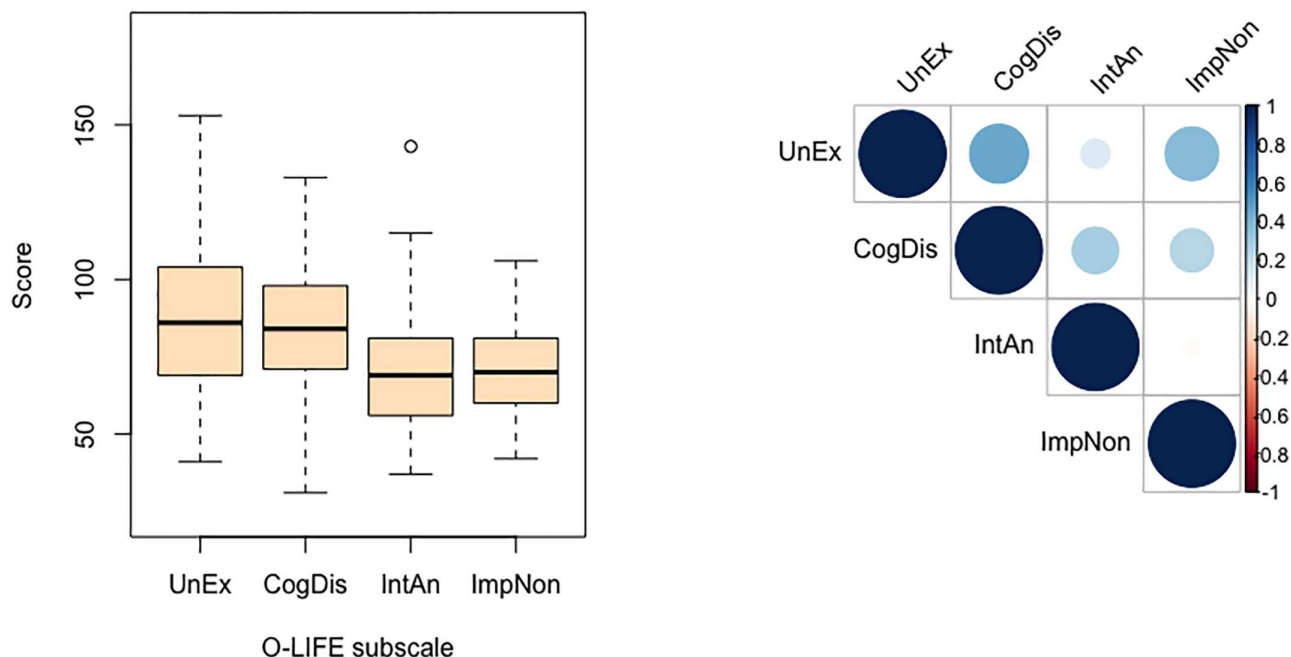 Score
150
100
50
UnEx CogDis IntAn ImpNon
O-LIFE subscale
UnEx CogDis IntAn ImpNon
UnEx
CogDis
IntAn
ImpNon
1
0.8
0.6
0.4
0.2
0
-0.2
-0.4
-0.6
-0.8
-1